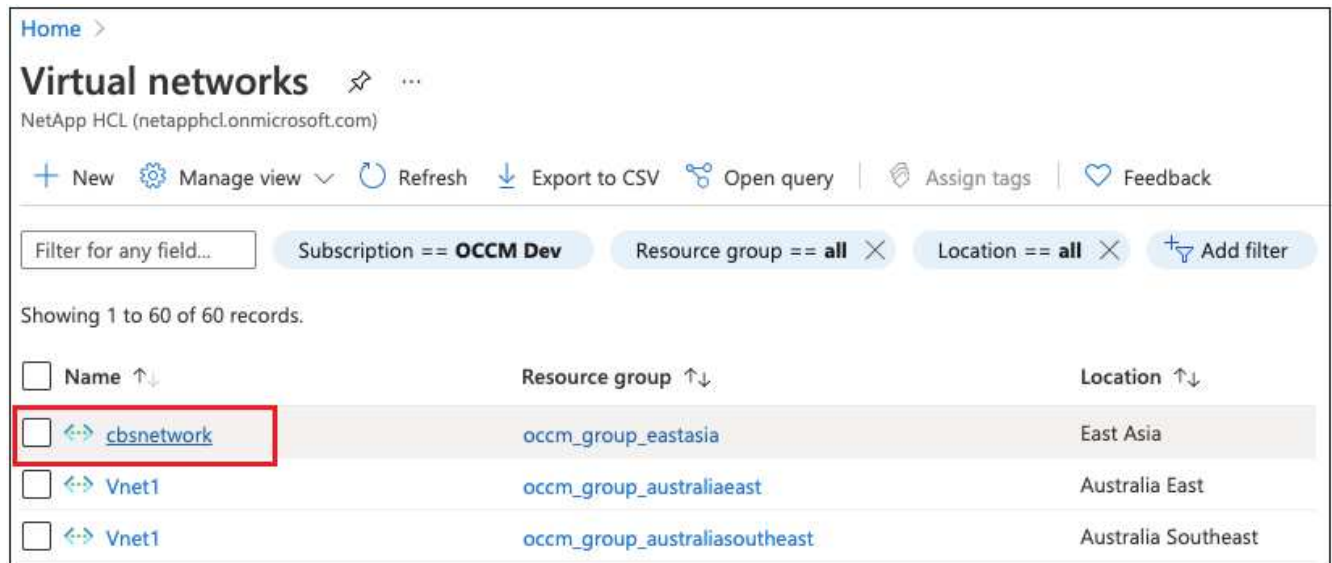 Home >
Virtual networks ...
NetApp HCL (netapphcl.onmicrosoft.com)
+ New Manage view Refresh Export to CSV Open query Assign tags Feedback
Filter for any field... Subscription == OCCM Dev Resource group == all × Location == all × Add filter
Showing 1 to 60 of 60 records.
Name ↑↓ Resource group ↑↓ Location ↑↓
cbsnetwork occm_group_eastasia East Asia
Vnet1 occm_group_australiaeast Australia East
Vnet1 occm_group_australiasoutheast Australia Southeast